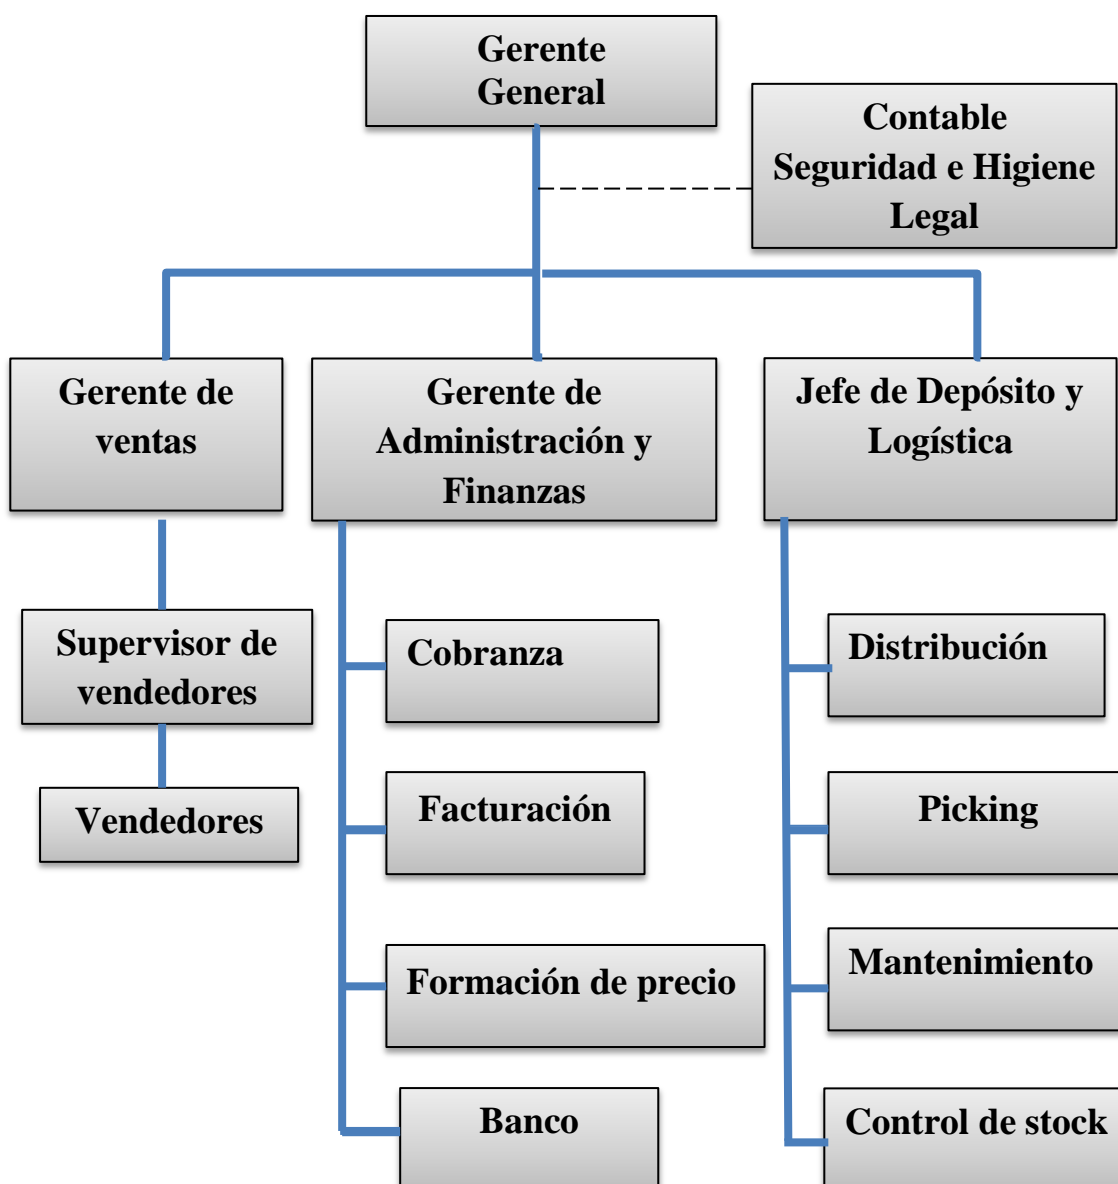 Gerente
General
Contable
Seguridad e Higiene
Legal
Gerente de
ventas
Gerente de
Administración y
Finanzas
Jefe de Depósito y
Logística
Supervisor de
vendedores
Vendedores
Cobranza
Facturación
Formación de precio
Banco
Distribución
Picking
Mantenimiento
Control de stock